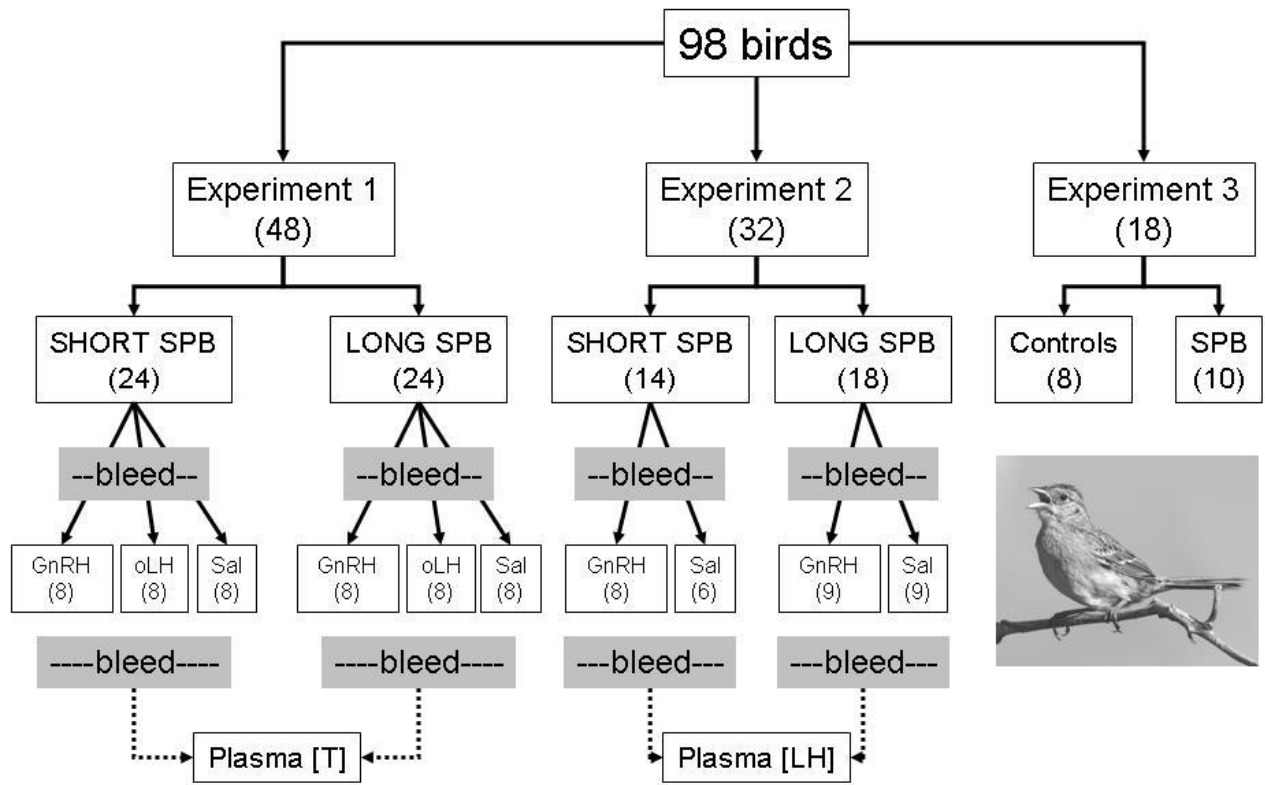 98 birds
Experiment 1
(48)
Experiment 2
(32)
Experiment 3
(18)
SHORT SPB
(24)
LONG SPB
(24)
SHORT SPB
(14)
LONG SPB
(18)
Controls
(8)
SPB
(10)
--bleed--
--bleed--
--bleed--
--bleed--
GnRH
(8)
oLH
(8)
Sal
(8)
GnRH
(8)
oLH
(8)
Sal
(8)
GnRH
(8)
Sal
(6)
GnRH
(9)
Sal
(9)
----bleed----
----bleed----
---bleed---
---bleed---
Plasma [T]
Plasma [LH]